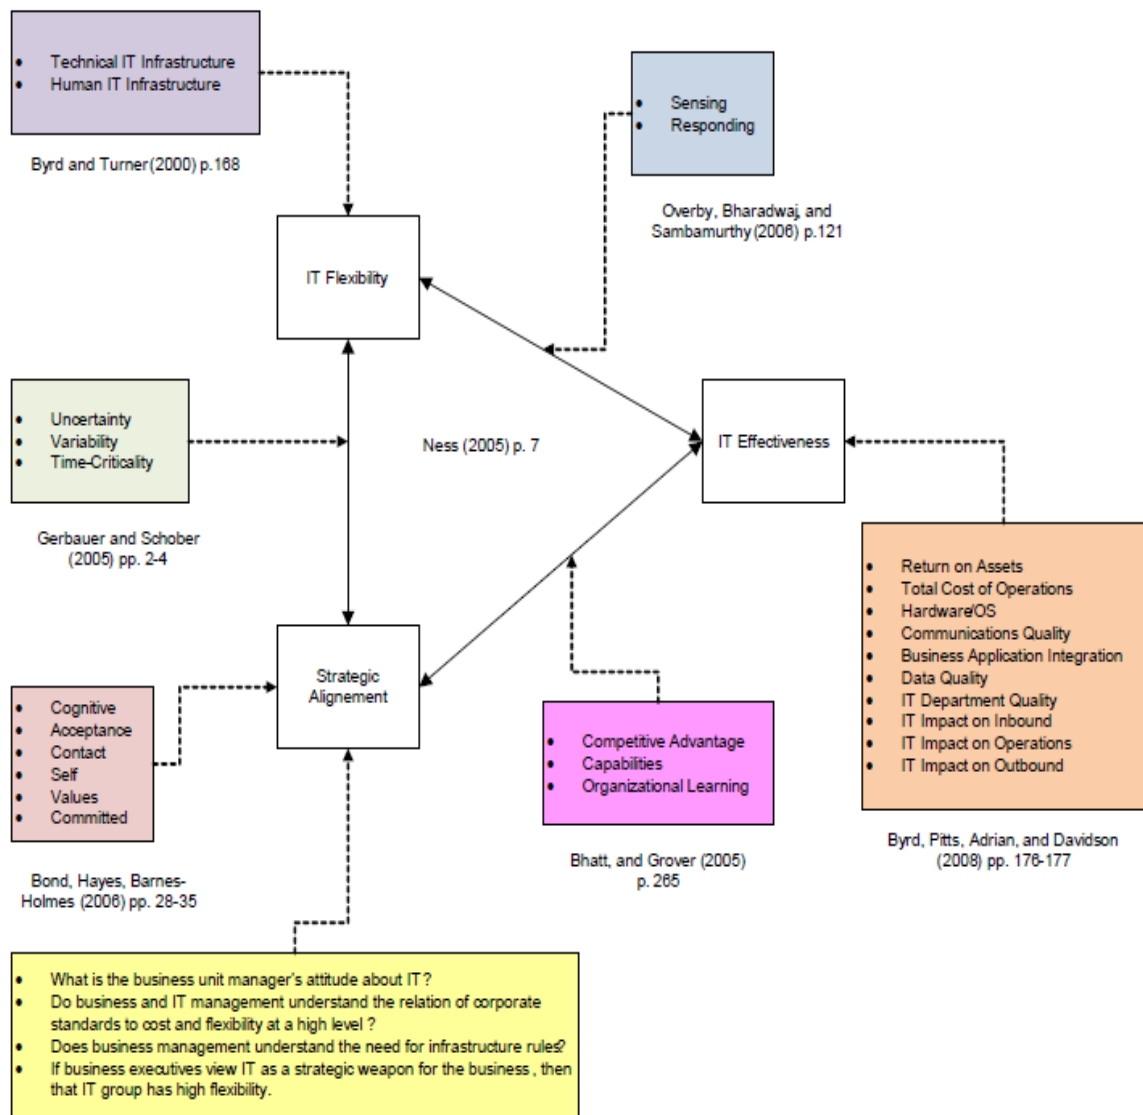 • Technical IT Infrastructure
• Human IT Infrastructure
Byrd and Turner (2000) p.168
• Sensing
• Responding
Overby, Bharadwaj, and
Sambamurthy (2006) p.121
IT Flexibility
• Uncertainty
• Variability
• Time-Criticality
Gerbauer and Schober
(2005) pp. 2-4
Ness (2005) p. 7
IT Effectiveness
• Return on Assets
• Total Cost of Operations
• Hardware/OS
• Communications Quality
• Business Application Integration
• Data Quality
• IT Department Quality
• IT Impact on Inbound
• IT Impact on Operations
• IT Impact on Outbound
Byrd, Pitts, Adrian, and Davidson
(2008) pp. 176-177
Strategic
Alignement
• Cognitive
• Acceptance
• Contact
• Self
• Values
• Committed
Bond, Hayes, Barnes-
Holmes (2006) pp. 28-35
• Competitive Advantage
• Capabilities
• Organizational Learning
Bhatt, and Grover (2005)
p. 265
• What is the business unit manager's attitude about IT?
• Do business and IT management understand the relation of corporate
standards to cost and flexibility at a high level ?
• Does business management understand the need for infrastructure rules?
• If business executives view IT as a strategic weapon for the business , then
that IT group has high flexibility.